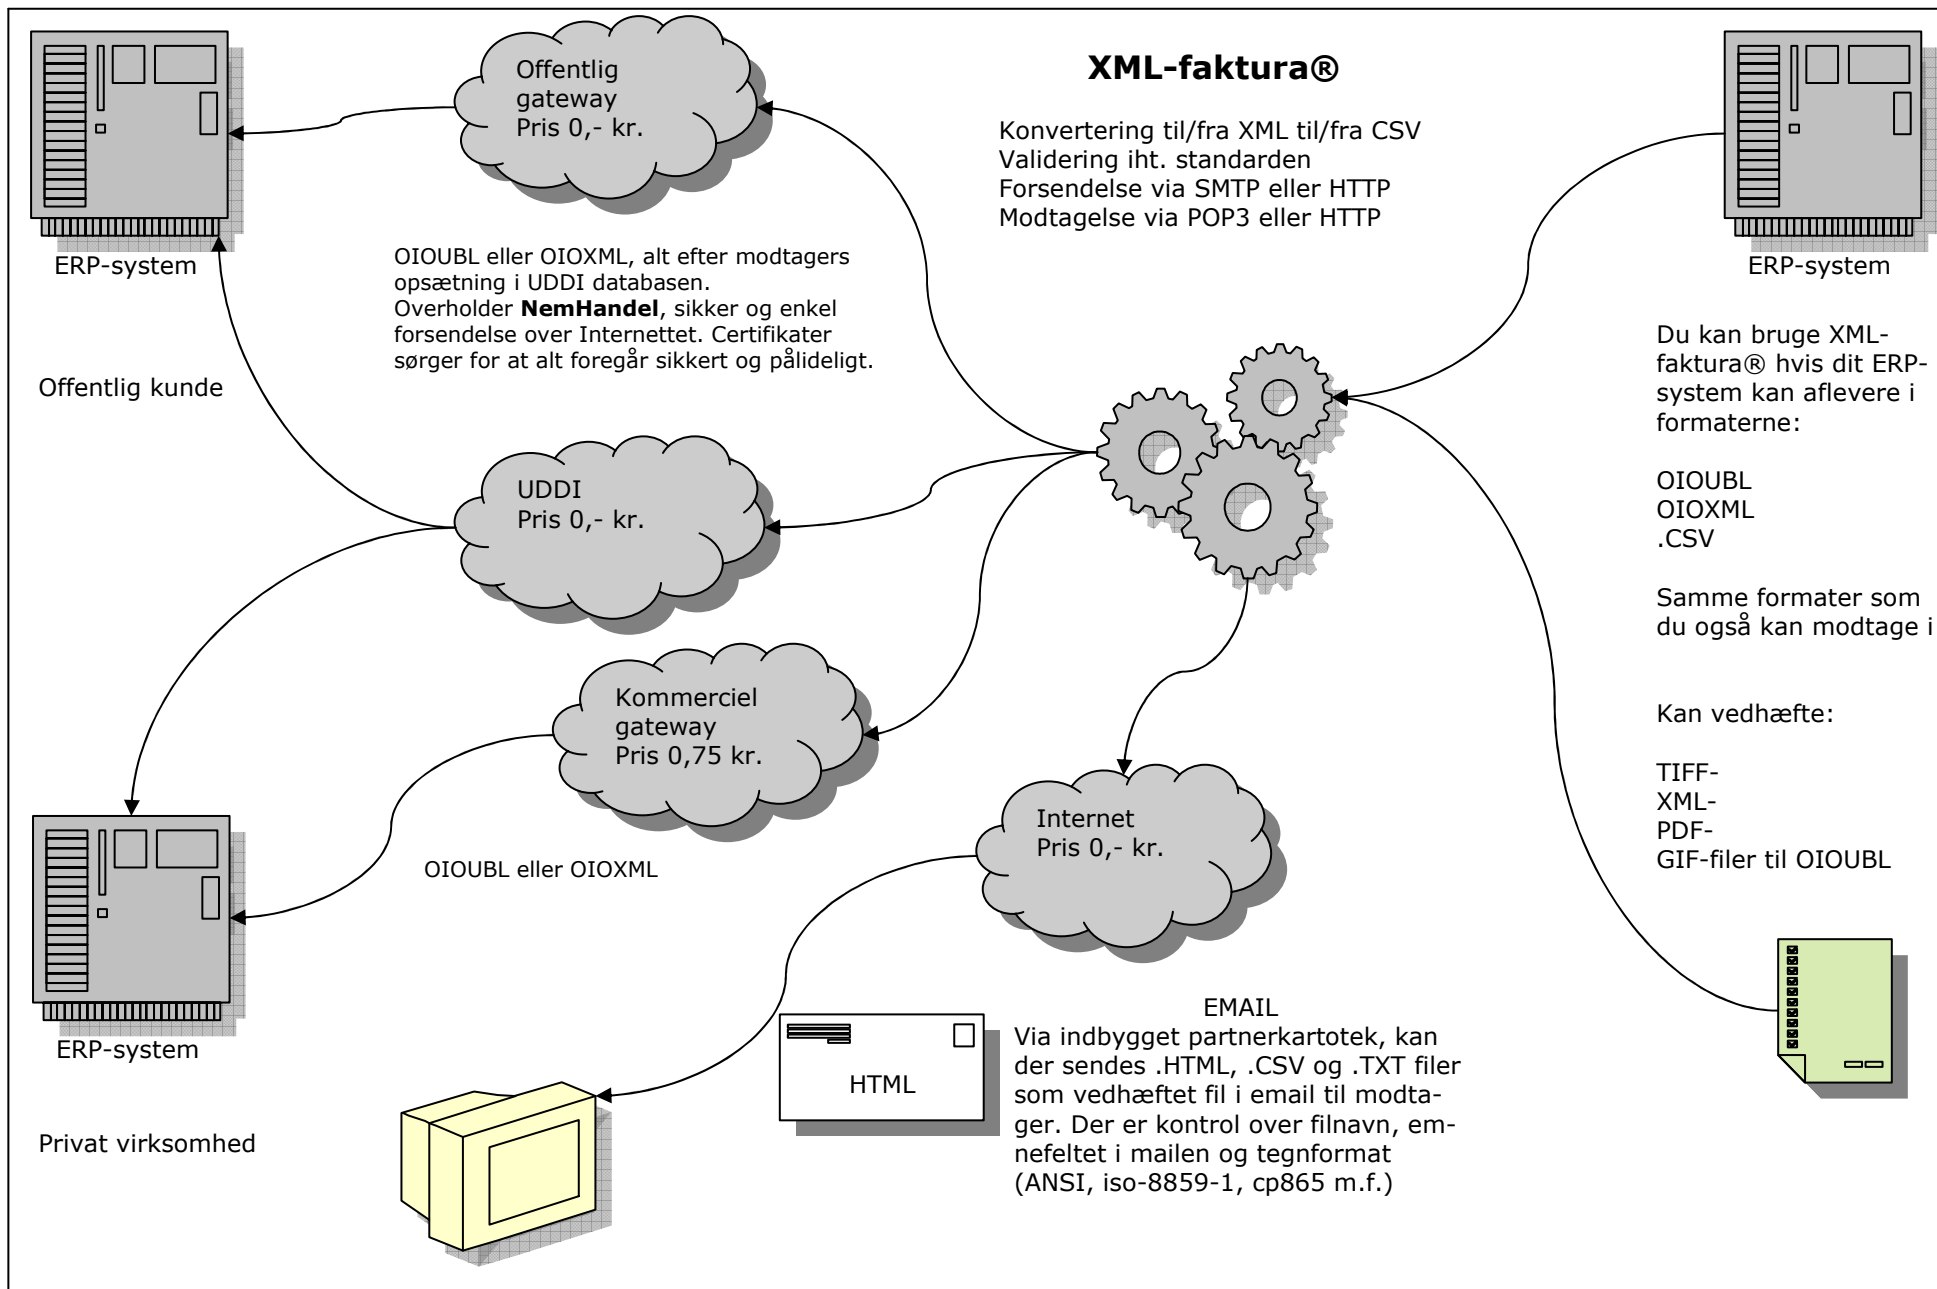 XML-faktura®
Konvertering til/fra XML til/fra CSV
Validering iht. standarden
Forsendelse via SMTP eller HTTP
Modtagelse via POP3 eller HTTP
Offentlig
gateway
Pris 0,- kr.
ERP-system
ERP-system
OIOUBL eller OIOXML, alt efter modtagers
opsætning i UDDI databasen.
Overholder NemHandel, sikker og enkel
forsendelse over Internettet. Certifikater
sørger for at alt foregår sikkert og pålideligt.
Offentlig kunde
Du kan bruge XML-
faktura® hvis dit ERP-
system kan aflevere i
formaterne:
OIOUBL
OIOXML
.CSV
Samme formater som
du også kan modtage i
Kan vedhæfte:
TIFF-
XML-
PDF-
GIF-filer til OIOUBL
UDDI
Pris 0,- kr.
Kommerciel
gateway
Pris 0,75 kr.
Internet
Pris 0,- kr.
OIOUBL eller OIOXML
ERP-system
Privat virksomhed
HTML
EMAIL
Via indbygget partnerkartotek, kan
der sendes .HTML, .CSV og .TXT filer
som vedhæftet fil i email til modta-
ger. Der er kontrol over filnavn, em-
nefeltet i mailen og tegnformat
(ANSI, iso-8859-1, cp865 m.f.)